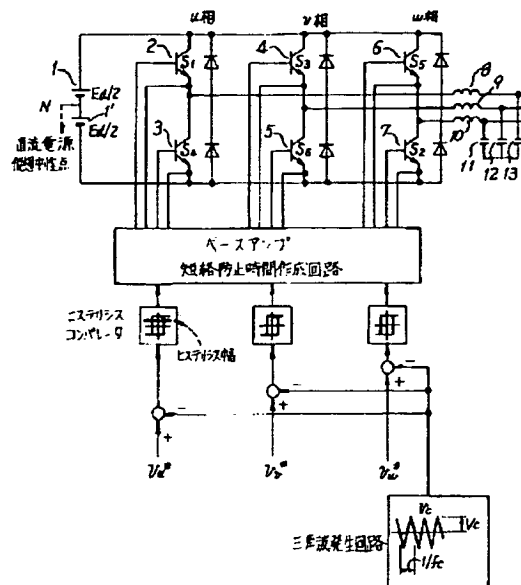 u相
v相
w相
2
4
6
S1
S3
S5
1
Ed/2
N
1'
Ed/2
直流電源
仮想中性点
3
5
7
S4
S6
S2
8
9
10
11
12
13
ベースアンプ
短絡防止時間作成回路
ヒステリシス
コンパレータ
ヒステリシス幅
−
+
−
+
−
+
Vu*
Vv*
Vw*
三角波発生回路
Vc
Vc
1/fc